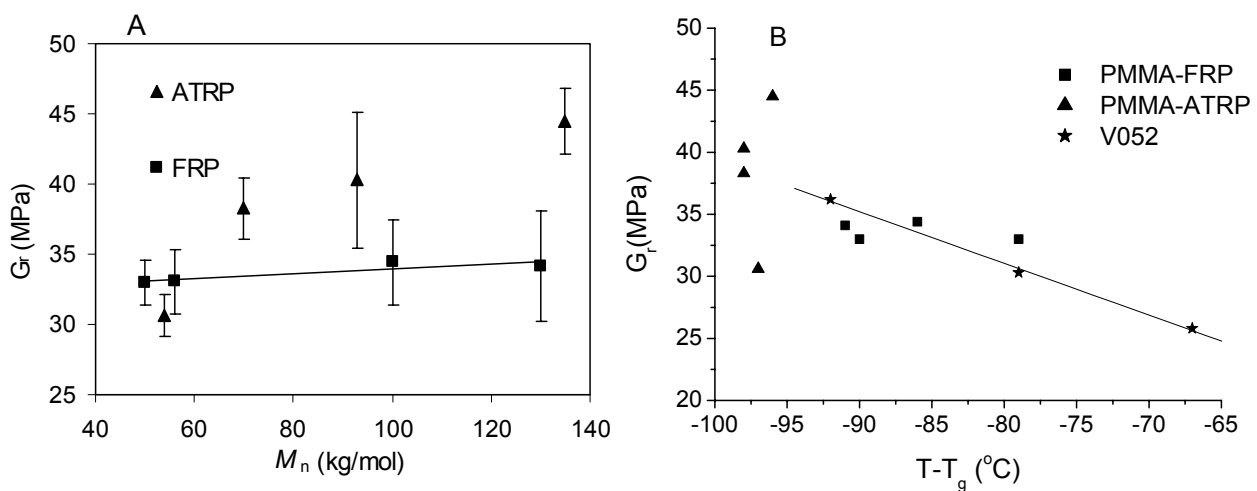 A
50
45
40
35
30
25
Gr (MPa)
ATRP
FRP
40 60 80 100 120 140
Mn (kg/mol)
B
50
45
40
35
30
25
20
Gr(MPa)
PMMA-FRP
PMMA-ATRP
V052
-100 -95 -90 -85 -80 -75 -70 -65
T-Tg (°C)